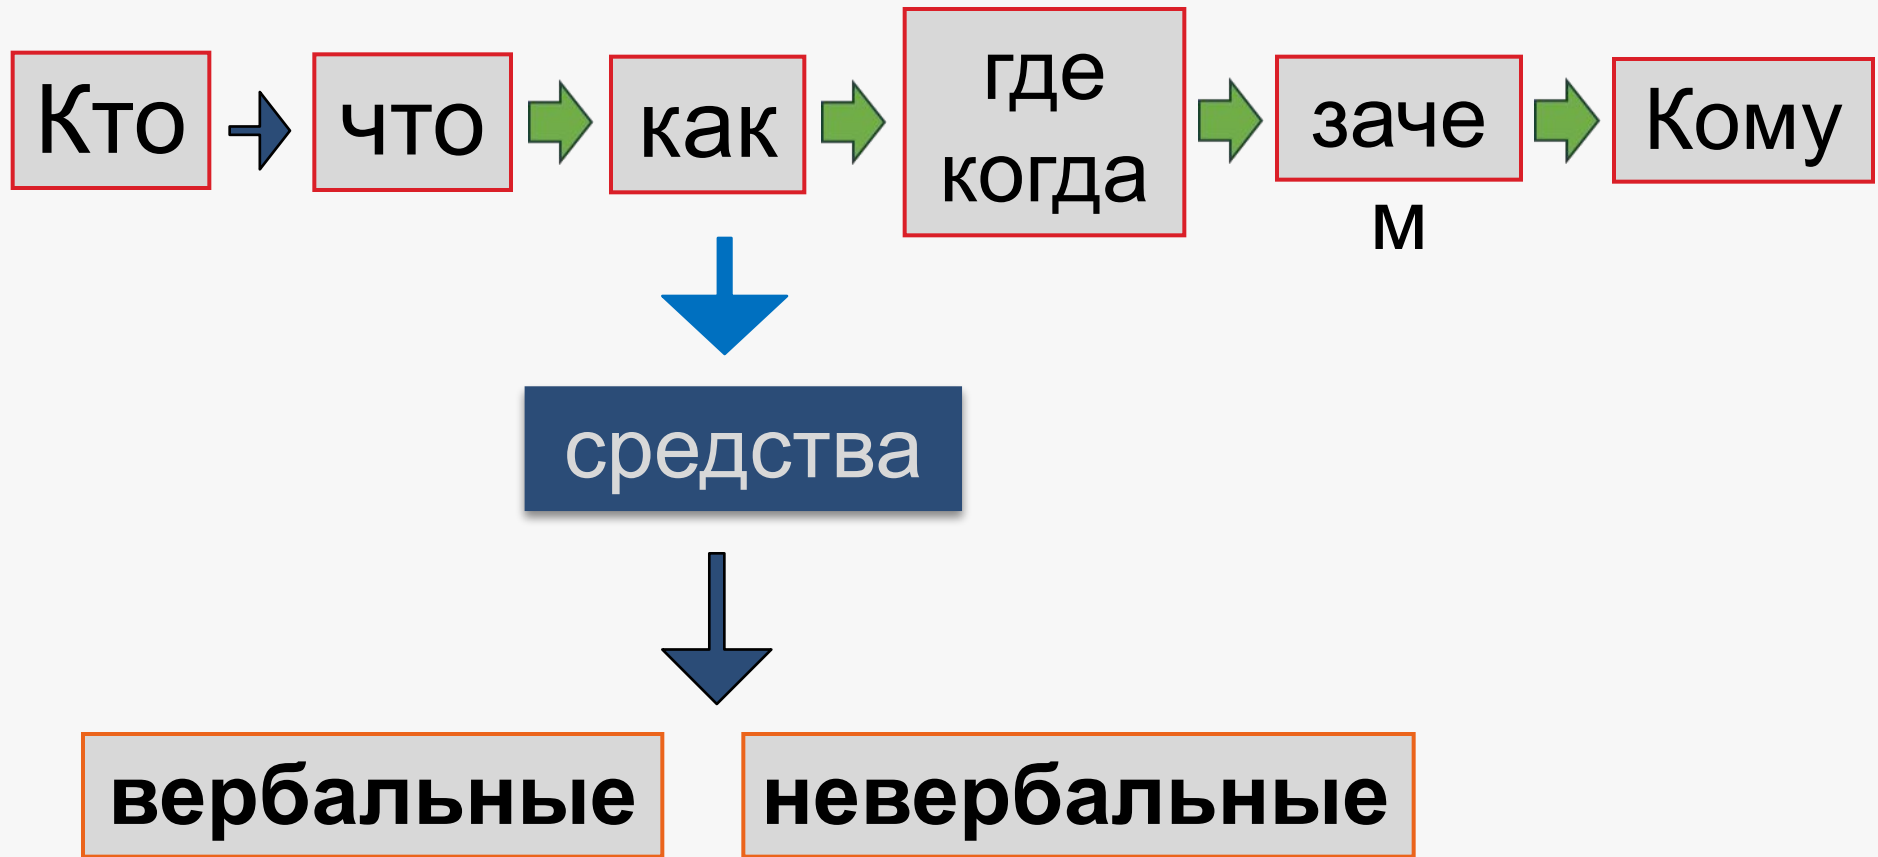 Кто
что
как
где
когда
заче
м
Кому
средства
вербальные
невербальные